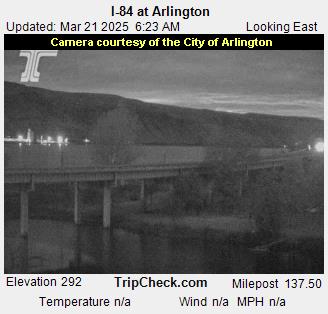 I-84 at Arlington
Updated: Mar 21 2025 6:23 AM Looking East
Camera courtesy of the City of Arlington
Elevation 292 TripCheck.com Milepost 137.50
Temperature n/a Wind n/a MPH n/a